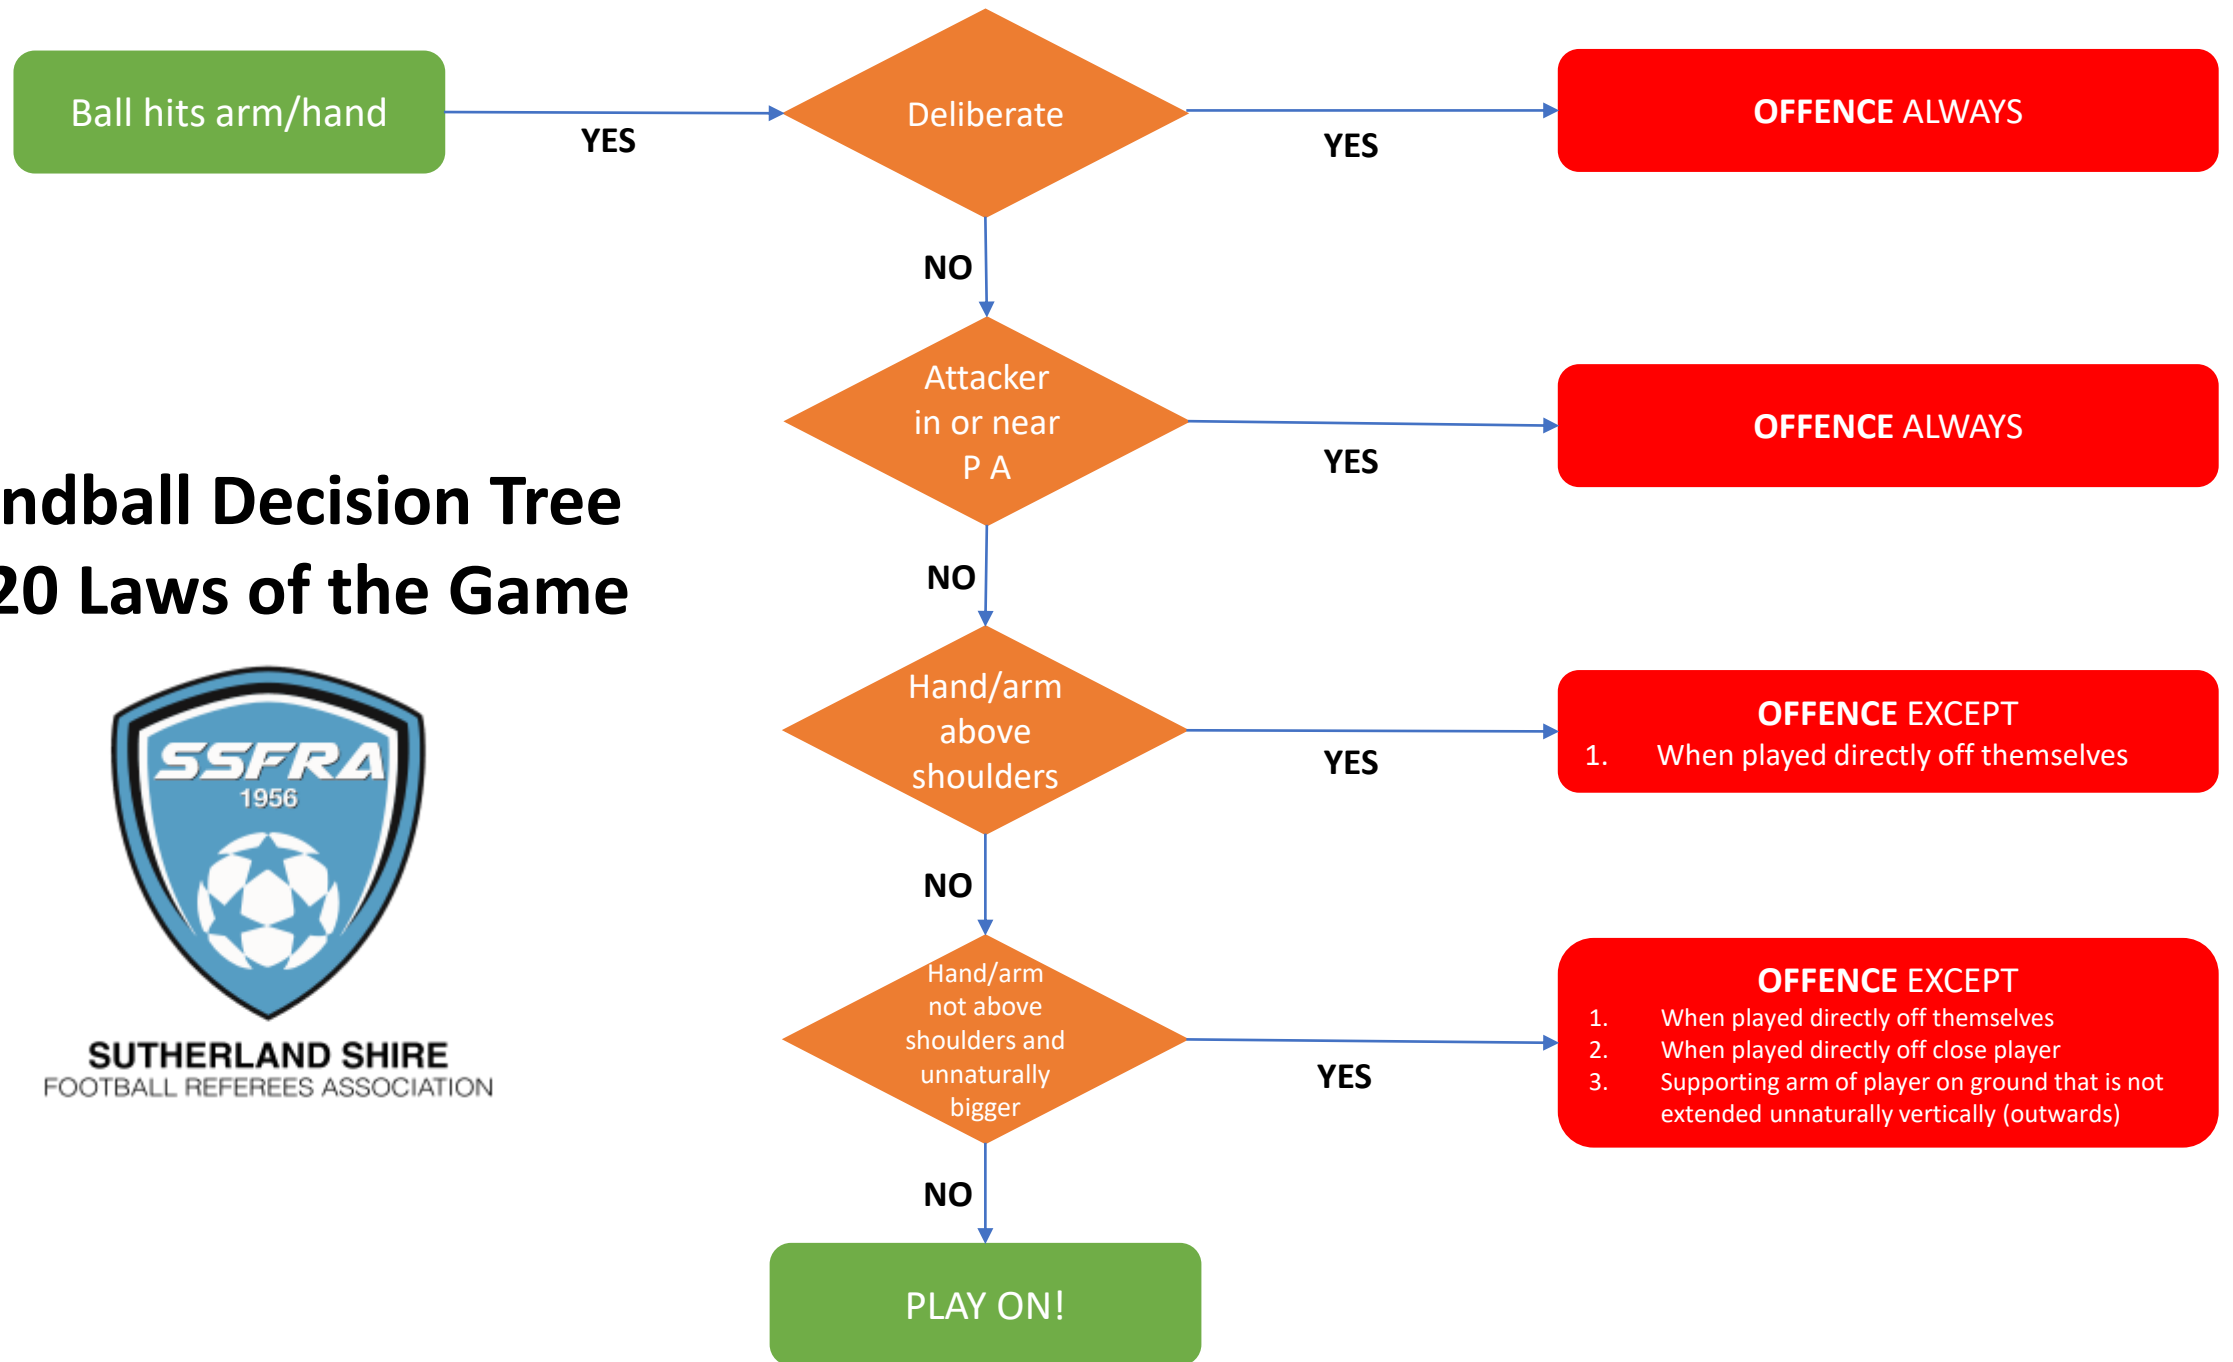 Ball hits arm/hand
YES
Deliberate
YES
OFFENCE ALWAYS
NO
Attacker
in or near
P A
YES
OFFENCE ALWAYS
ndball Decision Tree
20 Laws of the Game
NO
Hand/arm
above
shoulders
YES
OFFENCE EXCEPT
1. When played directly off themselves
SSFRA
1956
SUTHERLAND SHIRE
FOOTBALL REFEREES ASSOCIATION
NO
Hand/arm
not above
shoulders and
unnaturally
bigger
YES
OFFENCE EXCEPT
1. When played directly off themselves
2. When played directly off close player
3. Supporting arm of player on ground that is not
extended unnaturally vertically (outwards)
NO
PLAY ON!